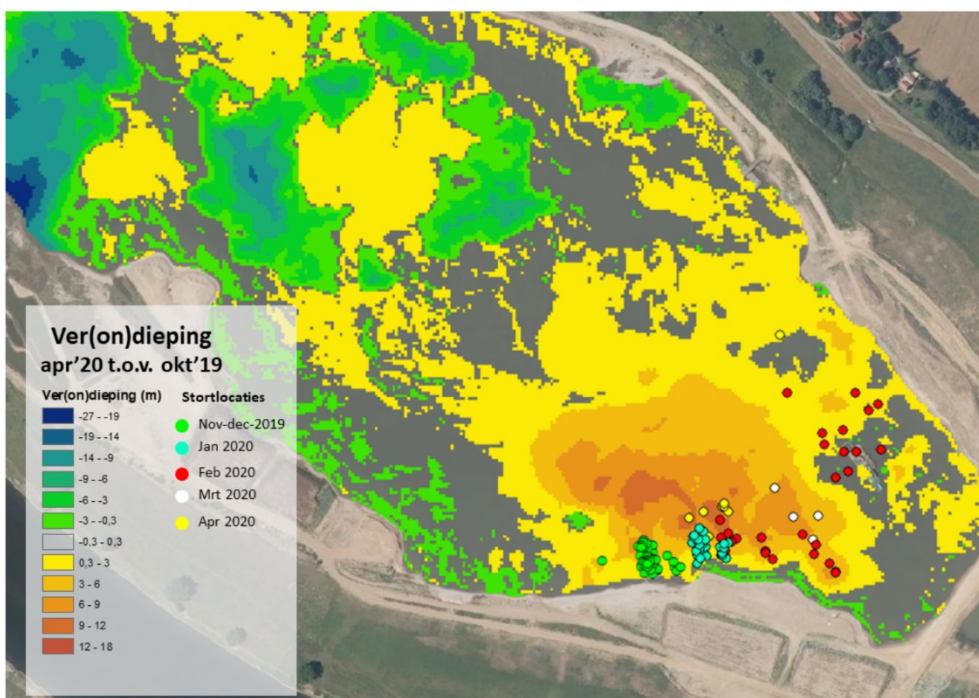 Ver(on)dieping
apr'20 t.o.v. okt'19
Ver(on)dieping (m)
-27 - -19
-19 - -14
-14 - -9
-9 - -6
-6 - -3
-3 - -0,3
-0,3 - 0,3
0,3 - 3
3 - 6
6 - 9
9 - 12
12 - 18
Stortlocaties
Nov-dec-2019
Jan 2020
Feb 2020
Mrt 2020
Apr 2020